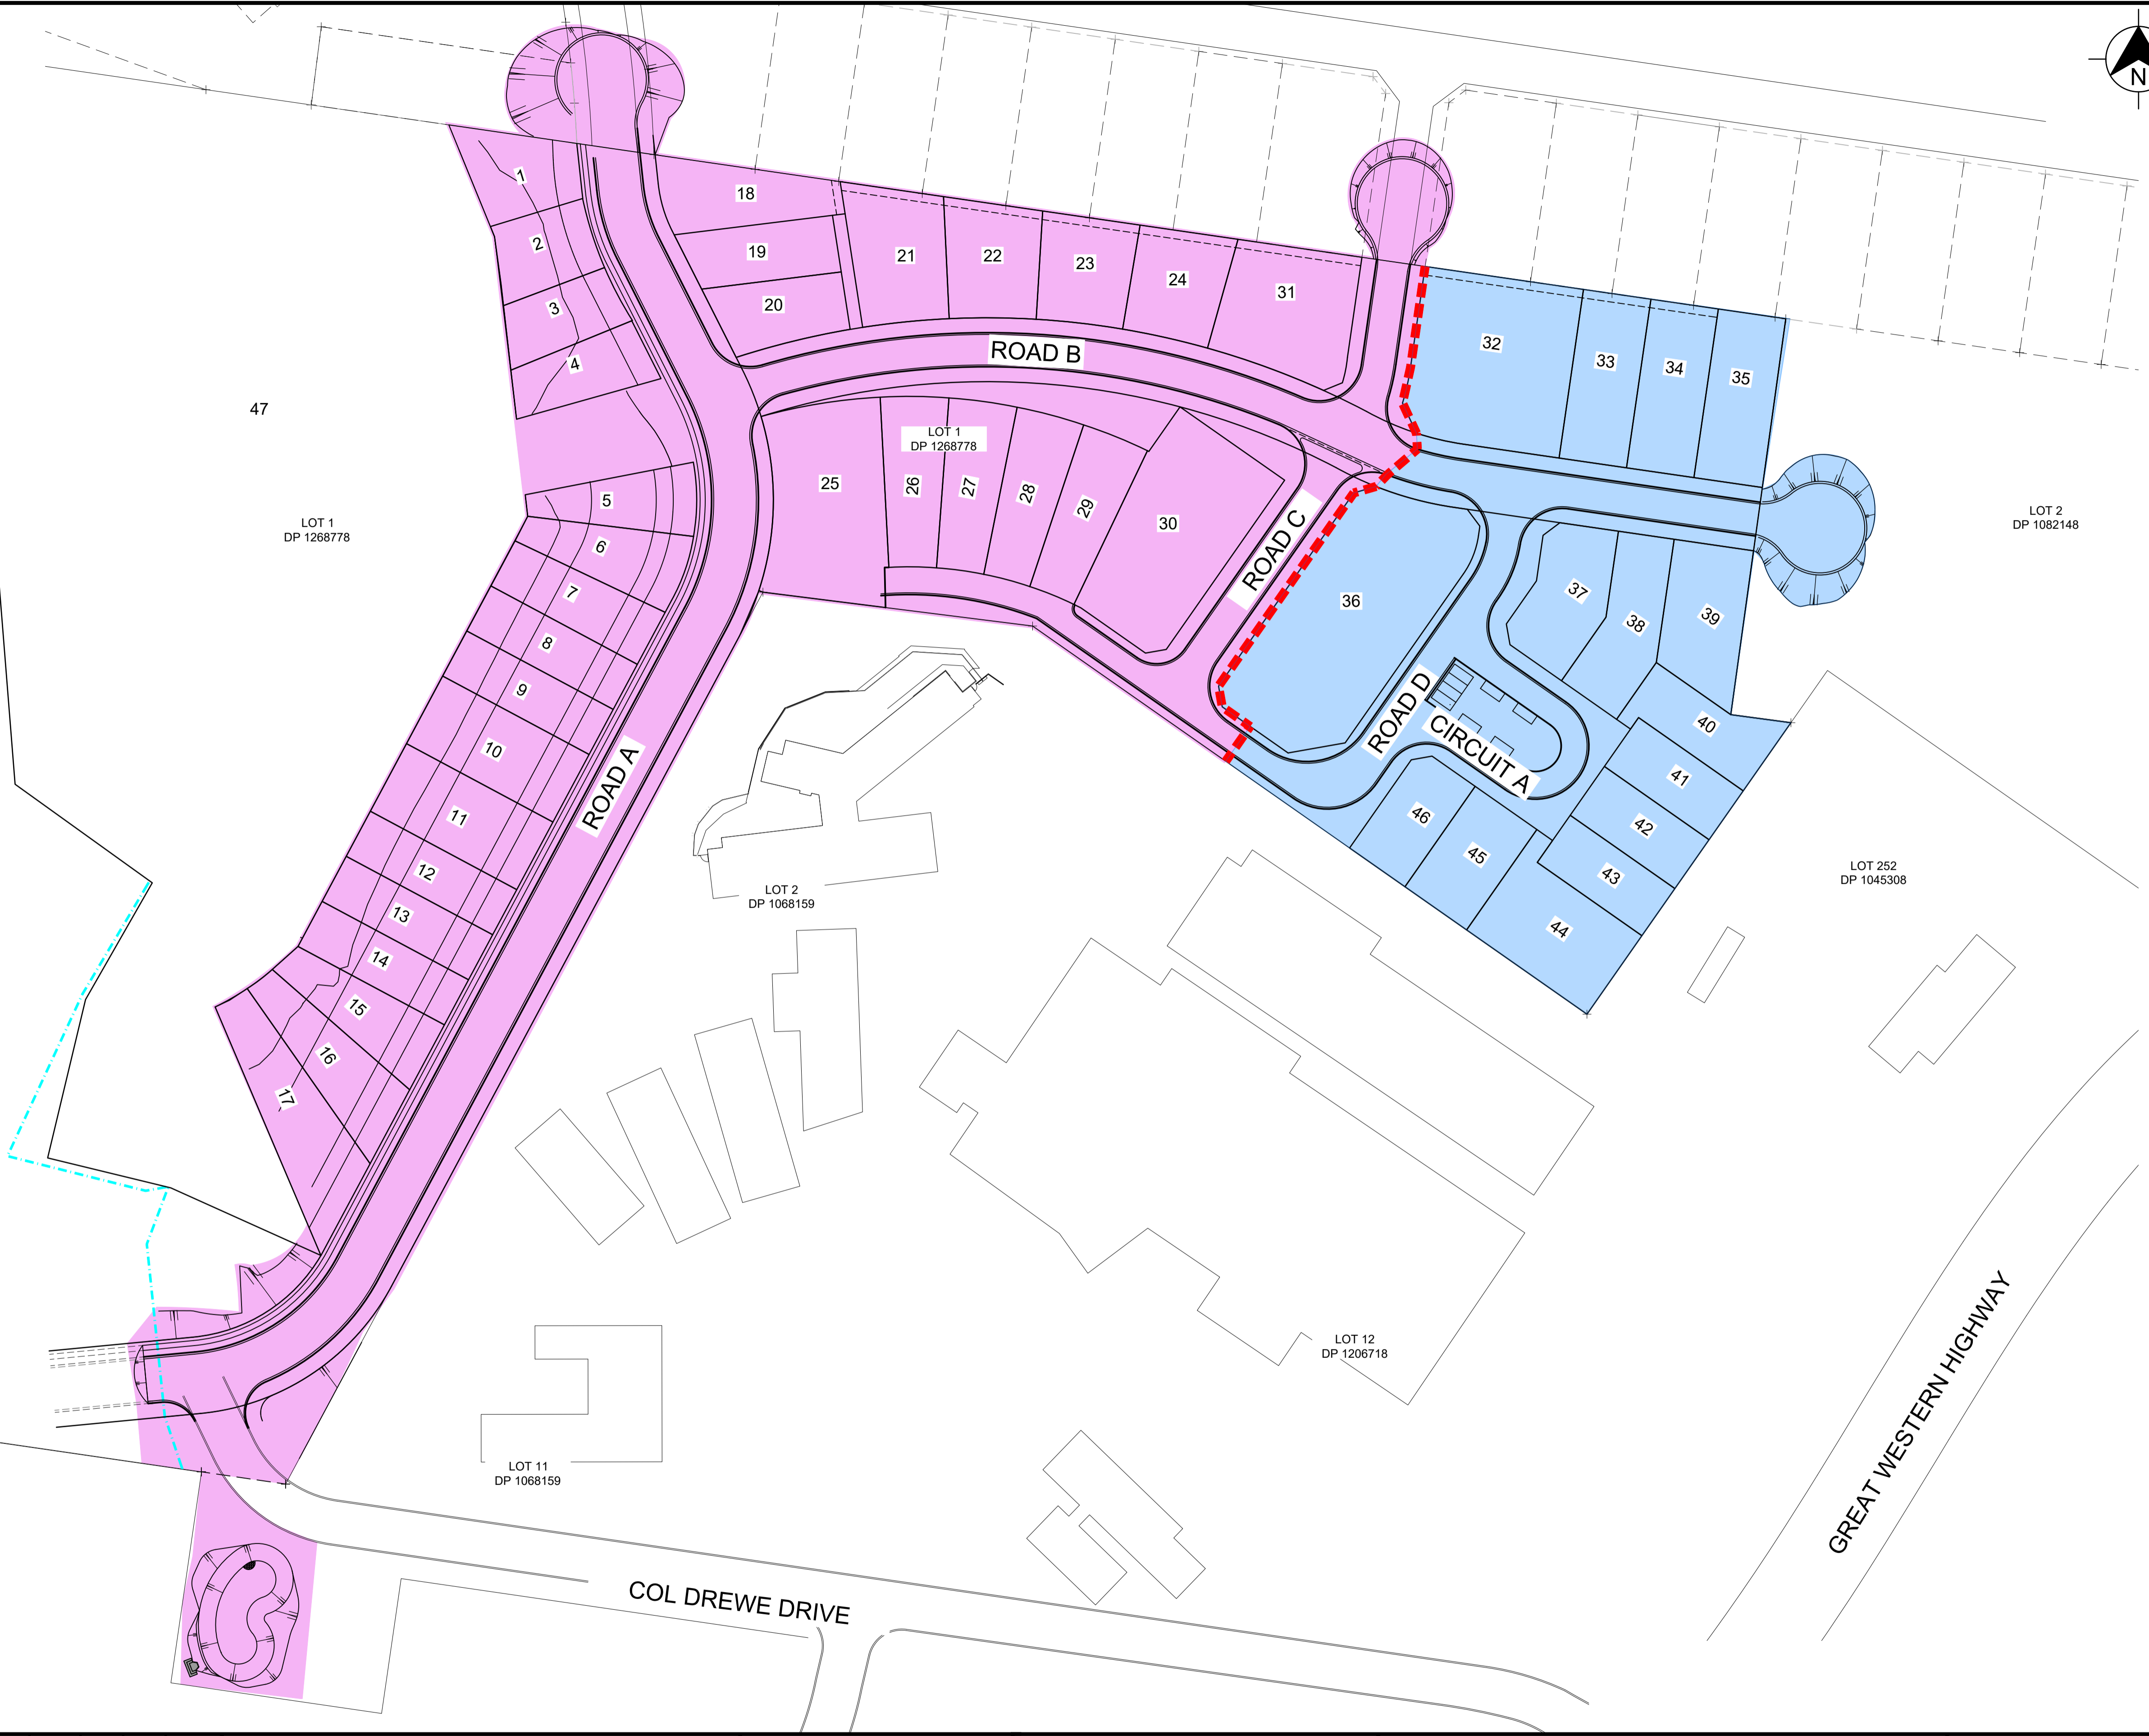 N
1
2
3
4
18
19
20
21
22
23
24
31
32
33
34
35
ROAD B
47
LOT 1
DP 1268778
LOT 1
DP 1268778
25
26
27
28
29
30
ROAD C
36
37
38
39
LOT 2
DP 1082148
5
6
7
8
9
10
11
12
13
14
15
16
17
ROAD A
ROAD D
CIRCUIT A
40
41
42
43
44
45
46
LOT 2
DP 1068159
LOT 252
DP 1045308
LOT 12
DP 1206718
LOT 11
DP 1068159
GREAT WESTERN HIGHWAY
COL DREWE DRIVE